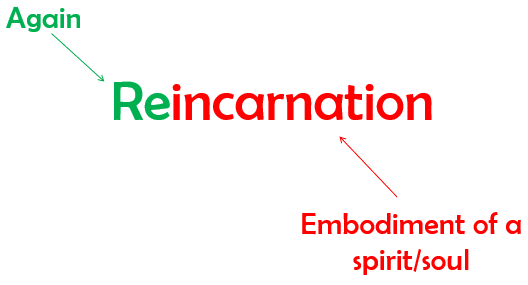 Again
Reincarnation
Embodiment of a
spirit/soul